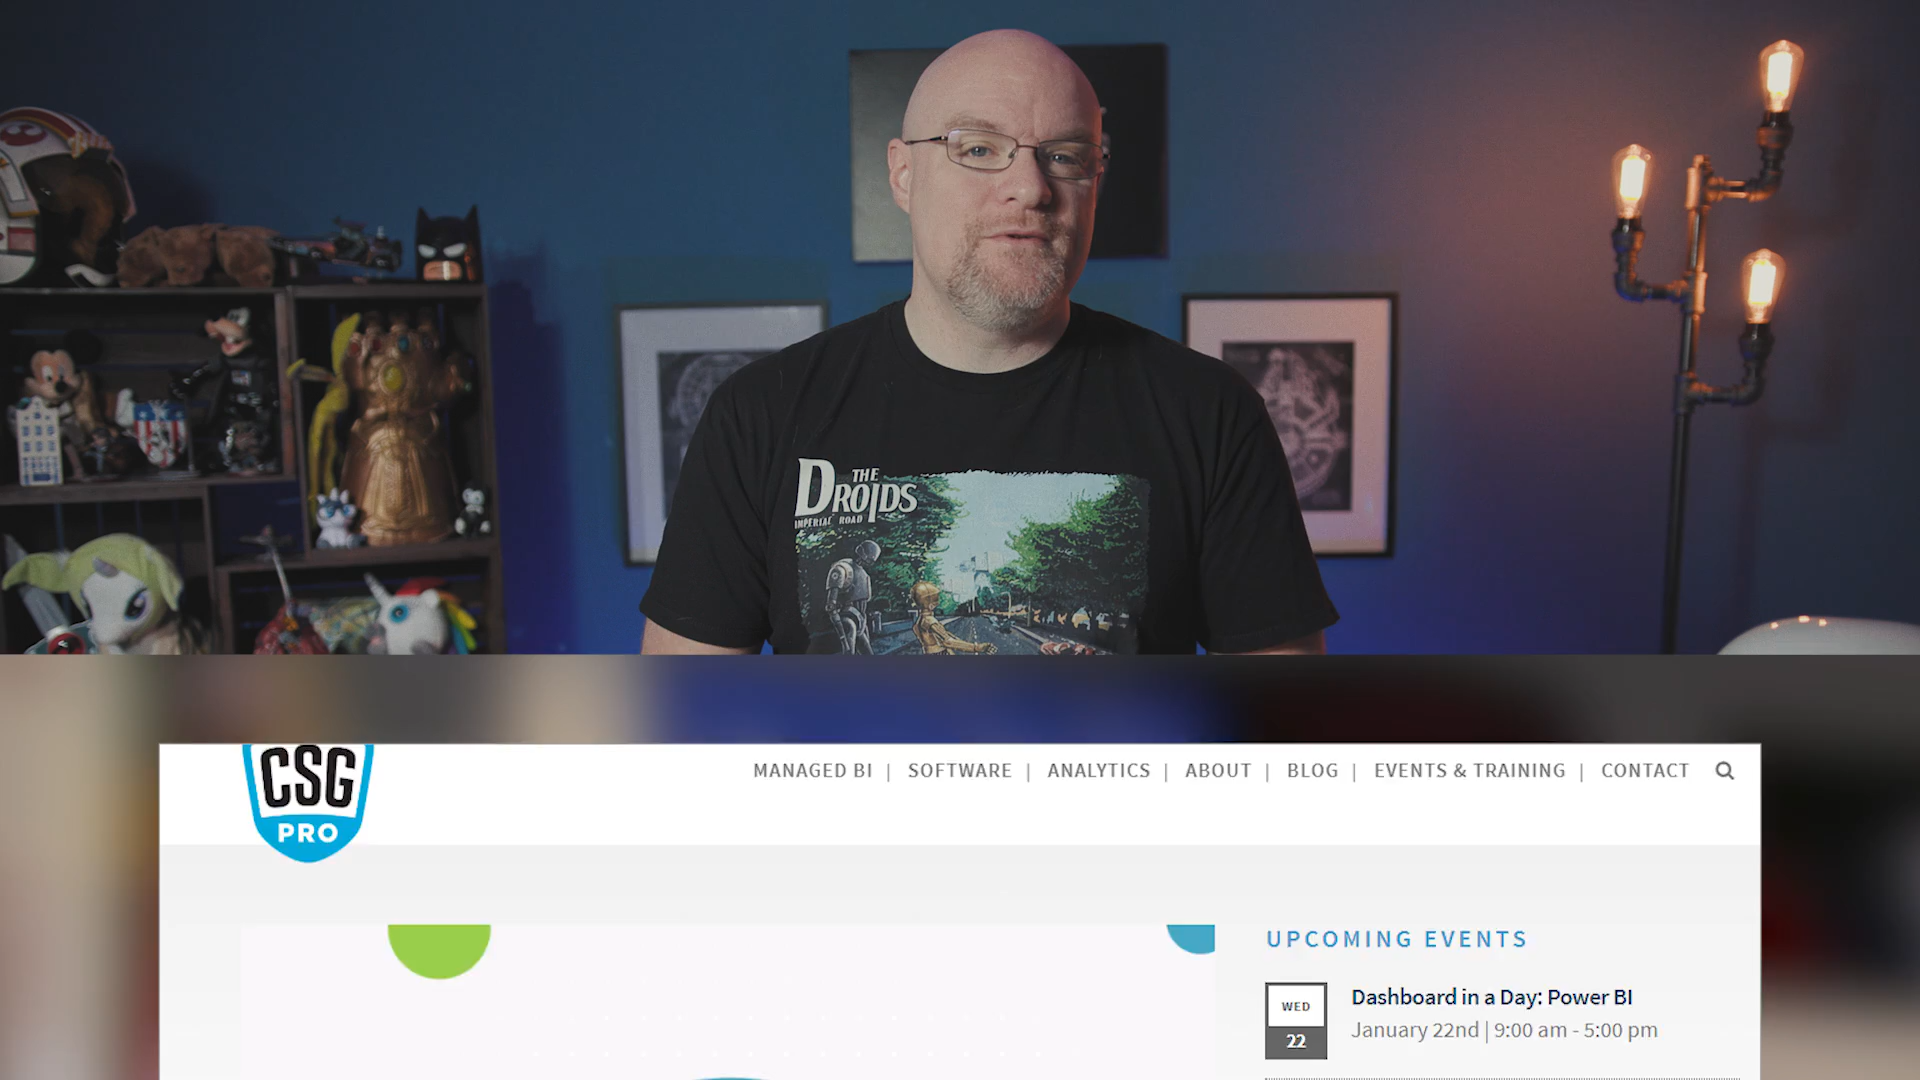 THE
DROIDS
IMPERIAL ROAD
CSG
PRO
MANAGED BI | SOFTWARE | ANALYTICS | ABOUT | BLOG | EVENTS & TRAINING | CONTACT
UPCOMING EVENTS
WED
22
Dashboard in a Day: Power BI
January 22nd | 9:00 am - 5:00 pm